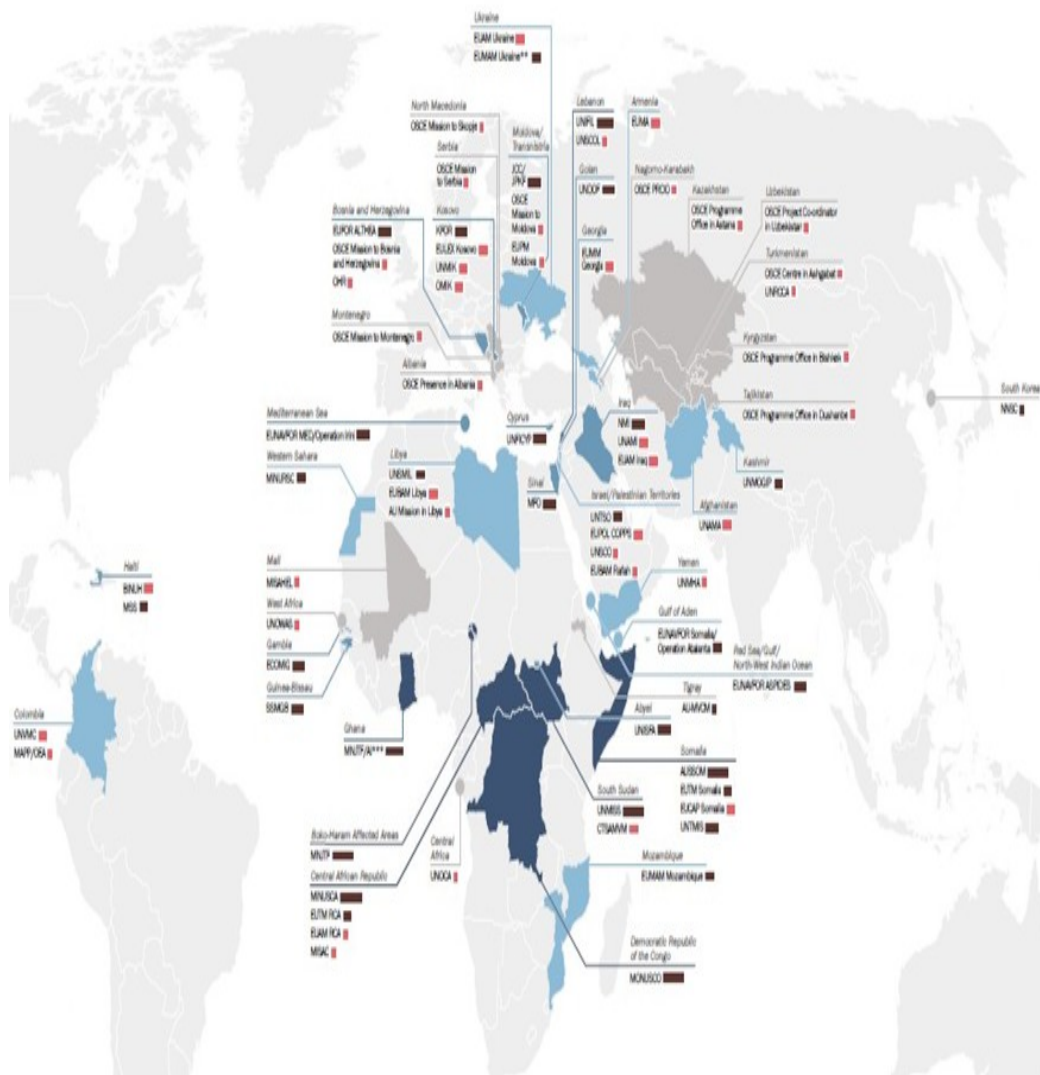 Ukraine
EUAM Ukraine
EUMAM Ukraine**
North Macedonia
OSCE Mission to Skopje
Serbia
OSCE Mission
to Serbia
Moldova/
Transnistria
JCC/
JPKF
OSCE
Mission to
Moldova
EUPM
Moldova
Lebanon
UNIFIL
UNSCOL
Golan
UNDOF
Georgia
EUMM
Georgia
Armenia
EUMA
Nagorno-Karabakh
OSCE PRCIO
Kazakhstan
OSCE Programme
Office in Astana
Uzbekistan
OSCE Project Co-ordinator
in Uzbekistan
Turkmenistan
OSCE Centre in Ashgabat
UNRCCA
Kyrgyzstan
OSCE Programme Office in Bishkek
Tajikistan
OSCE Programme Office in Dushanbe
South Korea
NNSC
Bosnia and Herzegovina
EUFOR ALTHEA
OSCE Mission to Bosnia
and Herzegovina
OHR
Kosovo
KFOR
EULEX Kosovo
UNMIK
OMIK
Montenegro
OSCE Mission to Montenegro
Albania
OSCE Presence in Albania
Mediterranean Sea
EUNAVFOR MED/Operation Irini
Western Sahara
MINURSO
Libya
UNSMIL
EUBAM Libya
AU Mission in Libya
Cyprus
UNFICYP
Sinai
MFO
Iraq
NMI
UNAMI
EUAM Iraq
Israel/Palestinian Territories
UNTSO
EUPOL COPPS
UNSCO
EUBAM Rafah
Kashmir
UNMOGIP
Afghanistan
UNAMA
Yemen
UNMHA
Gulf of Aden
EUNAVFOR Somalia/
Operation Atalanta
Red Sea/Gulf/
North-West Indian Ocean
EUNAVFOR ASPIDES
Tigray
AU-MVCM
Abyei
UNISFA
Somalia
AUSSOM
EUTM Somalia
EUCAP Somalia
UNTMIS
South Sudan
UNMISS
CTSAMVM
Mozambique
EUMAM Mozambique
Democratic Republic
of the Congo
MONUSCO
Haiti
BINUH
MSS
Mali
MISAHEL
West Africa
UNOWAS
Gambia
ECOMIG
Guinea-Bissau
SSMGB
Colombia
UNVMC
MAPP/OEA
Ghana
MNJTF/AI***
Boko-Haram Affected Areas
MNJTF
Central African Republic
MINUSCA
EUTM RCA
EUAM RCA
MISAC
Central
Africa
UNOCA